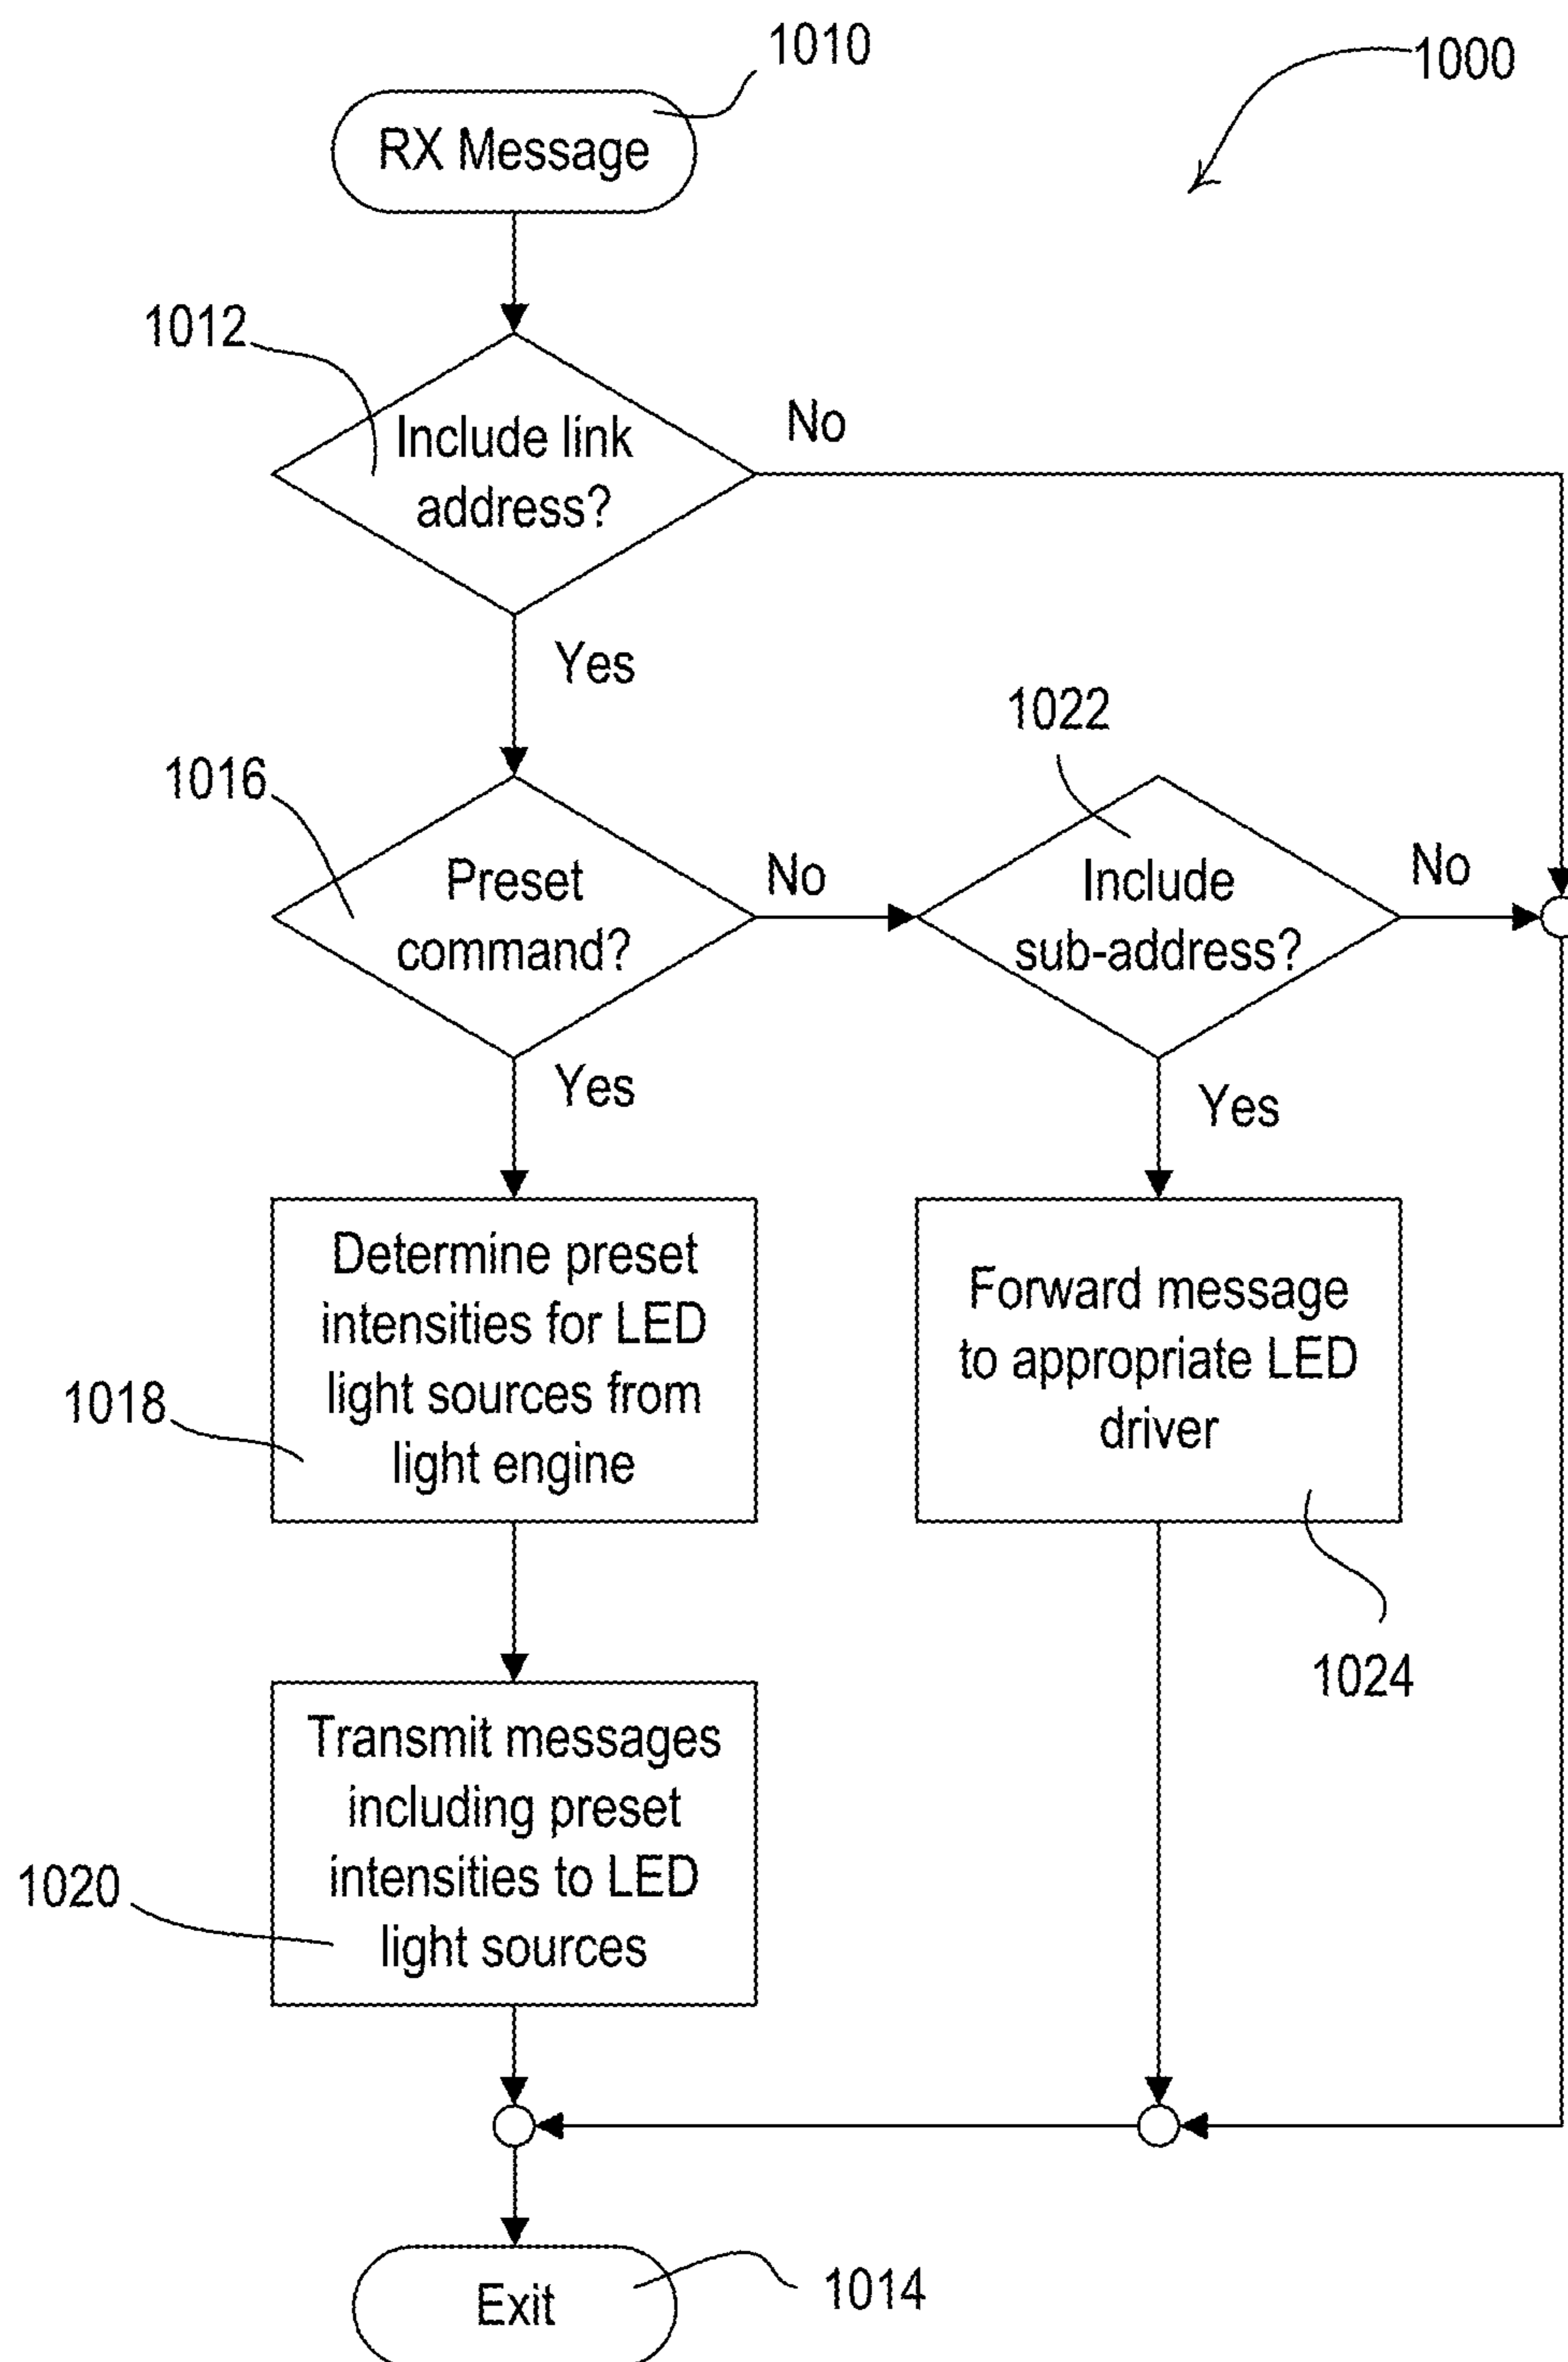 1010
1000
RX Message
1012
Include link
address?
No
Yes
1022
1016
Preset
command?
No
Include
sub-address?
No
Yes
Yes
Determine preset
intensities for LED
light sources from
light engine
1018
Forward message
to appropriate LED
driver
1024
Transmit messages
including preset
intensities to LED
light sources
1020
Exit
1014